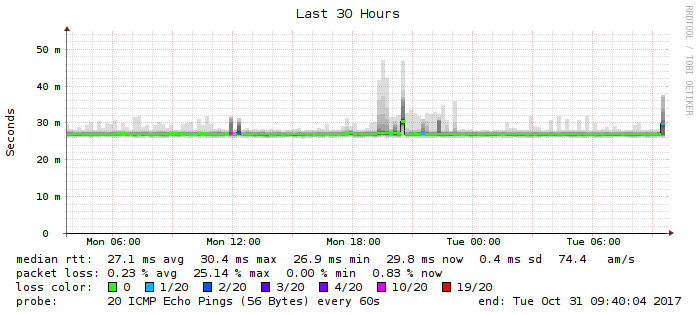 Last 30 Hours
RRDTOOL / TOBI OETIKER
Seconds
50 m
40 m
30 m
20 m
10 m
0
Mon 06:00 Mon 12:00 Mon 18:00 Tue 00:00 Tue 06:00
median rtt: 27.1 ms avg 30.4 ms max 26.9 ms min 29.8 ms now 0.4 ms sd 74.4 am/s
packet loss: 0.23 % avg 25.14 % max 0.00 % min 0.83 % now
loss color: 0 1/20 2/20 3/20 4/20 10/20 19/20
probe: 20 ICMP Echo Pings (56 Bytes) every 60s end: Tue Oct 31 09:40:04 2017